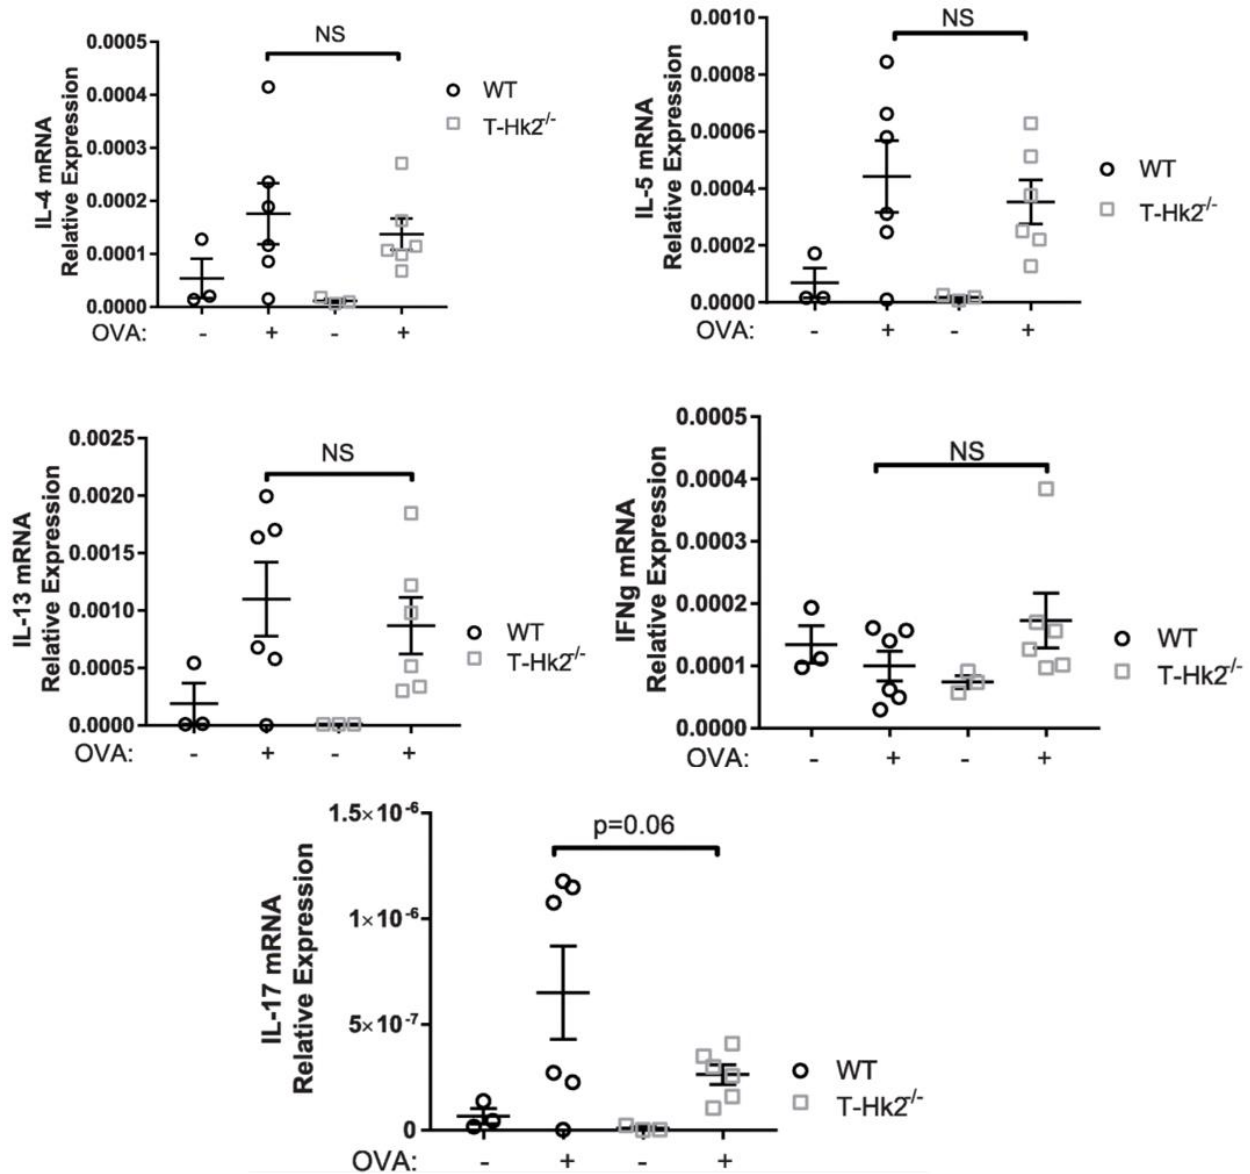 NS
0.0005
0.0004
0.0003
0.0002
0.0001
0.0000
IL-4 mRNA
Relative Expression
WT
T-Hk2-/-
OVA: - + - +
NS
0.0010
0.0008
0.0006
0.0004
0.0002
0.0000
IL-5 mRNA
Relative Expression
WT
T-Hk2-/-
OVA: - + - +
NS
0.0025
0.0020
0.0015
0.0010
0.0005
0.0000
IL-13 mRNA
Relative Expression
WT
T-Hk2-/-
OVA: - + - +
NS
0.0005
0.0004
0.0003
0.0002
0.0001
0.0000
IFNg mRNA
Relative Expression
WT
T-Hk2-/-
OVA: - + - +
p=0.06
1.5×10-6
1×10-6
5×10-7
0
IL-17 mRNA
Relative Expression
WT
T-Hk2-/-
OVA: - + - +